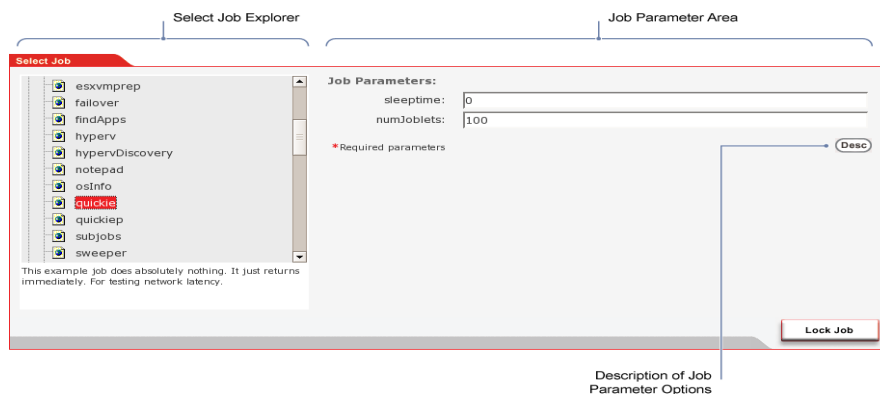 Select Job Explorer
Job Parameter Area
Select Job
esxvmprep
failover
findApps
hyperv
hypervDiscovery
notepad
osInfo
quickie
quickiep
subjobs
sweeper
This example job does absolutely nothing. It just returns
immediately. For testing network latency.
Job Parameters:
sleeptime: 0
numJoblets: 100
*Required parameters
Desc
Lock Job
Description of Job
Parameter Options